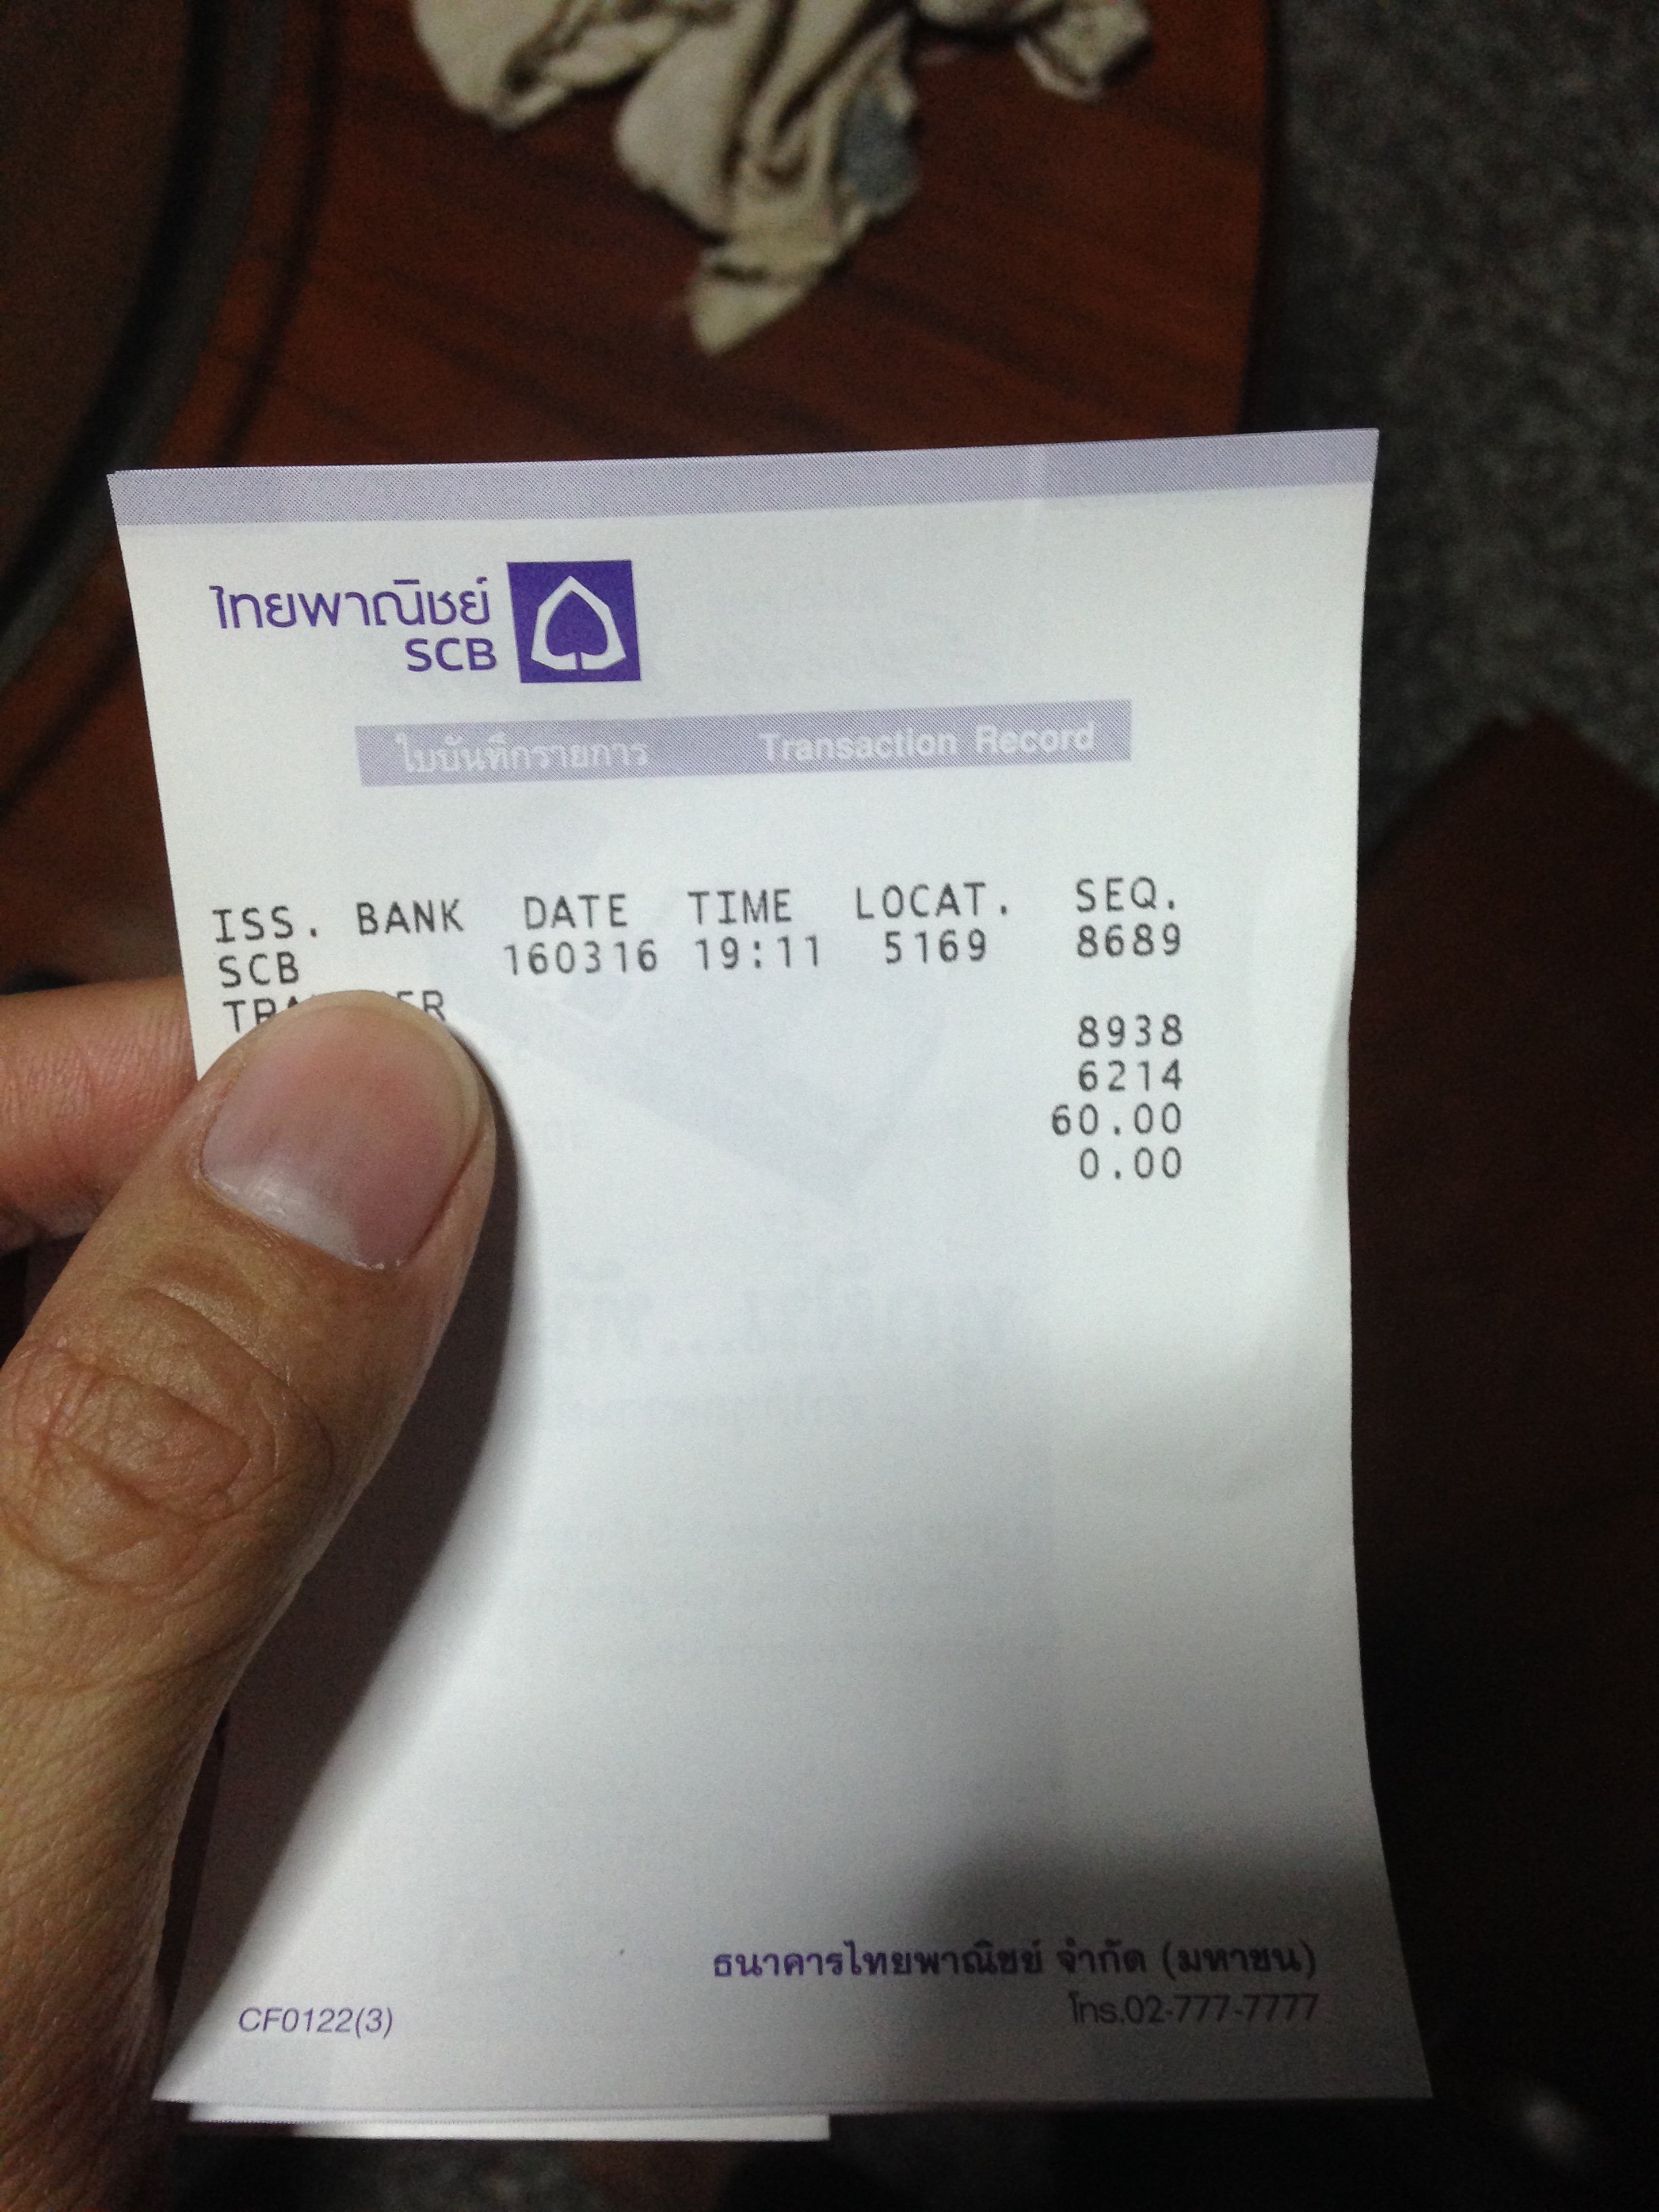 ไทยพาณิชย์
SCB
ใบบันทึกรายการ Transaction Record
ISS. BANK DATE TIME LOCAT. SEQ.
SCB 160316 19:11 5169 8689
8938
6214
60.00
0.00
ธนาคารไทยพาณิชย์ จำกัด (มหาชน)
โทร.02-777-7777
CF0122(3)